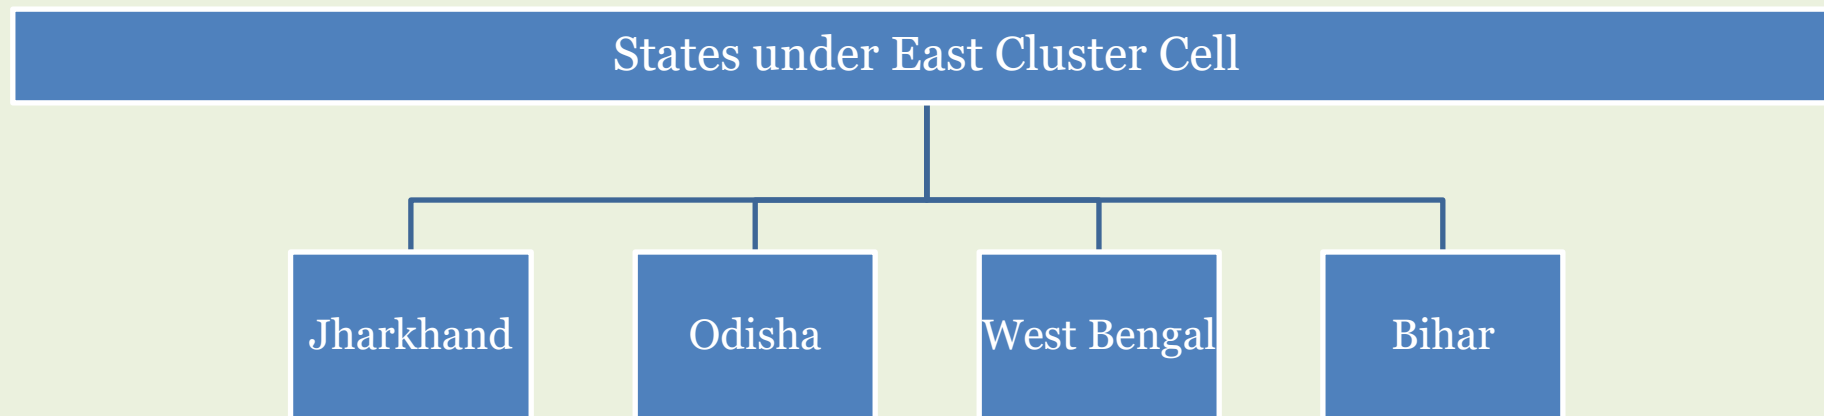 States under East Cluster Cell
Jharkhand
Odisha
West Bengal
Bihar